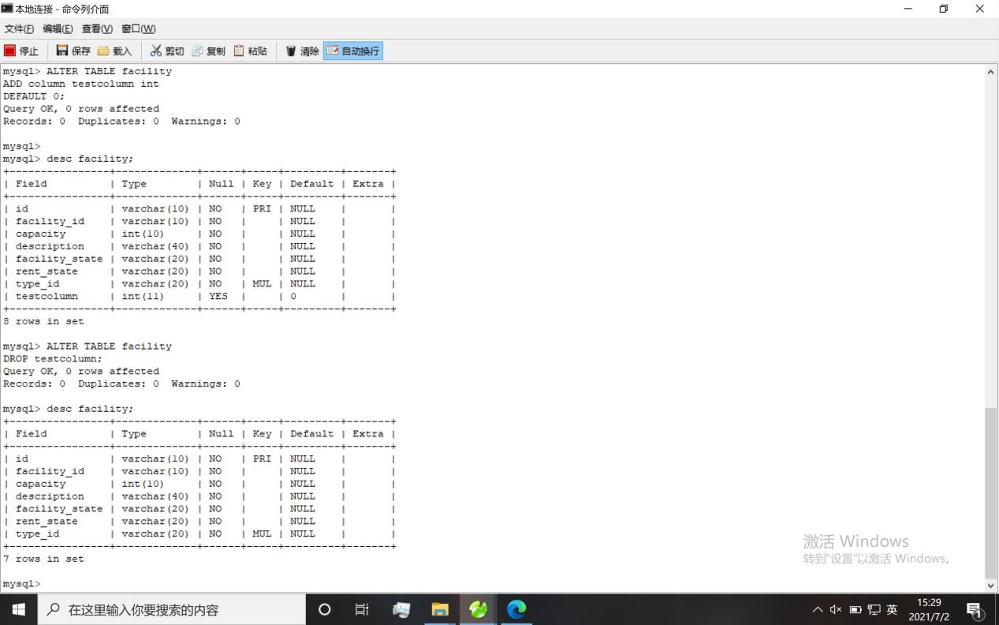 本地连接 - 命令列介面
文件(F) 编辑(E) 查看(V) 窗口(W)
停止 保存 载入 剪切 复制 粘贴 清除 自动换行
mysql> ALTER TABLE facility
ADD column testcolumn int
DEFAULT 0;
Query OK, 0 rows affected
Records: 0  Duplicates: 0  Warnings: 0
mysql>
mysql> desc facility;
+----------------+-------------+------+-----+---------+-------+
| Field          | Type        | Null | Key | Default | Extra |
+----------------+-------------+------+-----+---------+-------+
| id             | varchar(10) | NO   | PRI | NULL    |       |
| facility_id    | varchar(10) | NO   |     | NULL    |       |
| capacity       | int(10)     | NO   |     | NULL    |       |
| description    | varchar(40) | NO   |     | NULL    |       |
| facility_state | varchar(20) | NO   |     | NULL    |       |
| rent_state     | varchar(20) | NO   |     | NULL    |       |
| type_id        | varchar(20) | NO   | MUL | NULL    |       |
| testcolumn     | int(11)     | YES  |     | 0       |       |
+----------------+-------------+------+-----+---------+-------+
8 rows in set
mysql> ALTER TABLE facility
DROP testcolumn;
Query OK, 0 rows affected
Records: 0  Duplicates: 0  Warnings: 0
mysql> desc facility;
+----------------+-------------+------+-----+---------+-------+
| Field          | Type        | Null | Key | Default | Extra |
+----------------+-------------+------+-----+---------+-------+
| id             | varchar(10) | NO   | PRI | NULL    |       |
| facility_id    | varchar(10) | NO   |     | NULL    |       |
| capacity       | int(10)     | NO   |     | NULL    |       |
| description    | varchar(40) | NO   |     | NULL    |       |
| facility_state | varchar(20) | NO   |     | NULL    |       |
| rent_state     | varchar(20) | NO   |     | NULL    |       |
| type_id        | varchar(20) | NO   | MUL | NULL    |       |
+----------------+-------------+------+-----+---------+-------+
7 rows in set
mysql>
激活 Windows
转到"设置"以激活 Windows。
在这里输入你要搜索的内容
英
15:29
2021/7/2
1